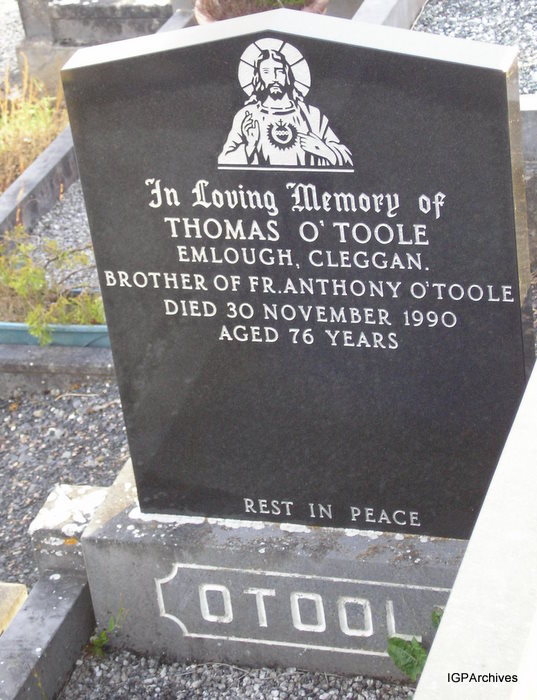 In Loving Memory of
THOMAS O'TOOLE
EMLOUGH, CLEGGAN.
BROTHER OF FR. ANTHONY O'TOOLE
DIED 30 NOVEMBER 1990
AGED 76 YEARS
REST IN PEACE
OTOOL
IGPArchives